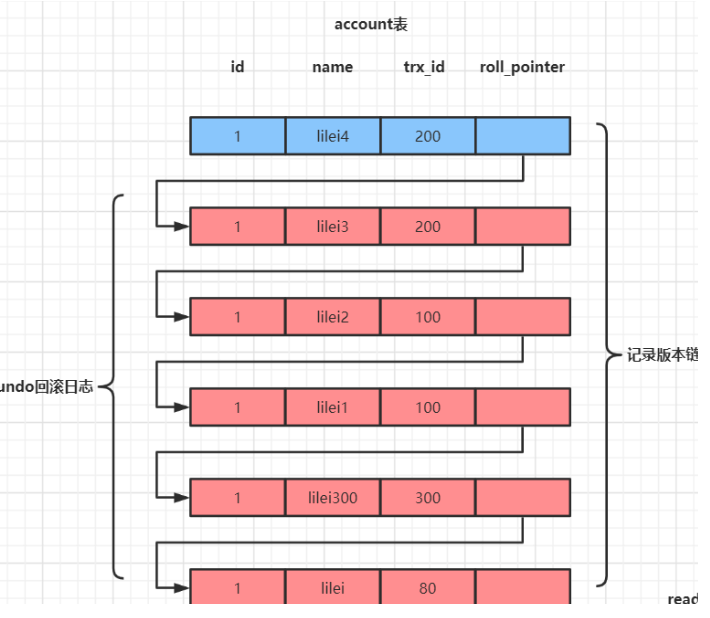 account表
id name trx_id roll_pointer
1 lilei4 200
1 lilei3 200
1 lilei2 100
记录版本链
undo回滚日志
1 lilei1 100
1 lilei300 300
1 lilei 80
read